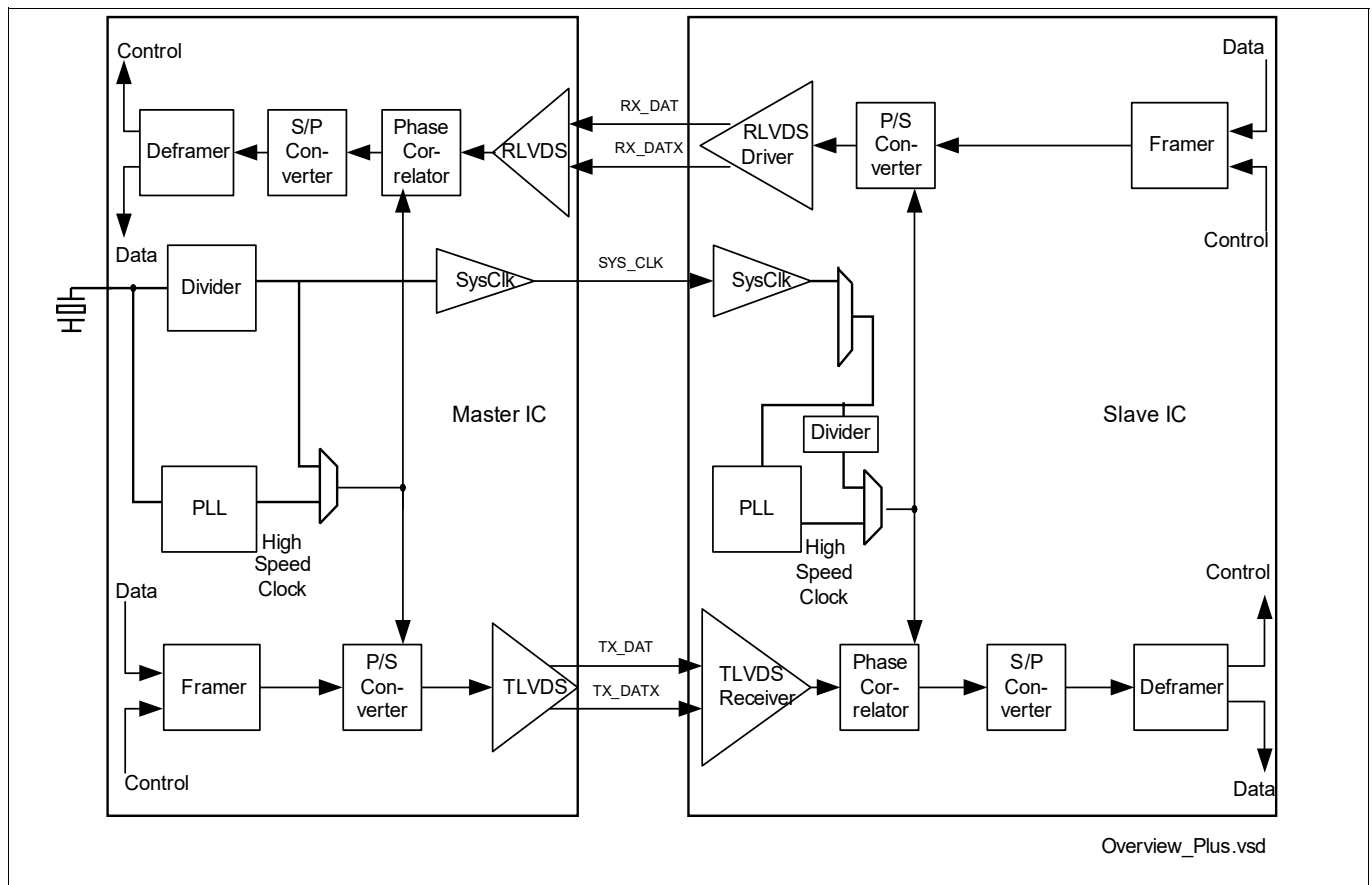 Control
Deframer
Data
S/P
Con-
verter
Phase
Cor-
relator
RLVDS
RX_DAT
RX_DATX
RLVDS
Driver
P/S
Con-
verter
Framer
Data
Control
Divider
SysClk
SYS_CLK
SysClk
Master IC
Slave IC
Divider
PLL
High
Speed
Clock
PLL
High
Speed
Clock
Data
Framer
Control
P/S
Con-
verter
TLVDS
TX_DAT
TX_DATX
TLVDS
Receiver
Phase
Cor-
relator
S/P
Con-
verter
Deframer
Control
Data
Overview_Plus.vsd